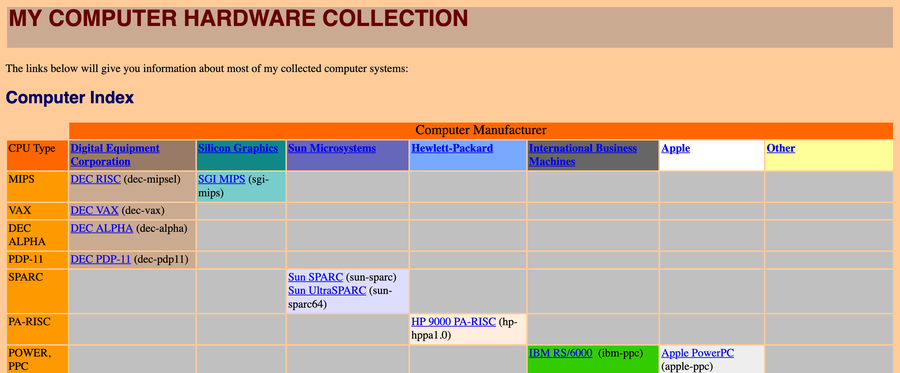 MY COMPUTER HARDWARE COLLECTION
The links below will give you information about most of my collected computer systems:
Computer Index
Computer Manufacturer
CPU Type
Digital Equipment
Corporation
Silicon Graphics
Sun Microsystems
Hewlett-Packard
International Business
Machines
Apple
Other
MIPS
DEC RISC (dec-mipsel)
SGI MIPS (sgi-
mips)
VAX
DEC VAX (dec-vax)
DEC
ALPHA
DEC ALPHA (dec-alpha)
PDP-11
DEC PDP-11 (dec-pdp11)
SPARC
Sun SPARC (sun-sparc)
Sun UltraSPARC (sun-
sparc64)
PA-RISC
HP 9000 PA-RISC (hp-
hppa1.0)
POWER,
PPC
IBM RS/6000 (ibm-ppc)
Apple PowerPC
(apple-ppc)